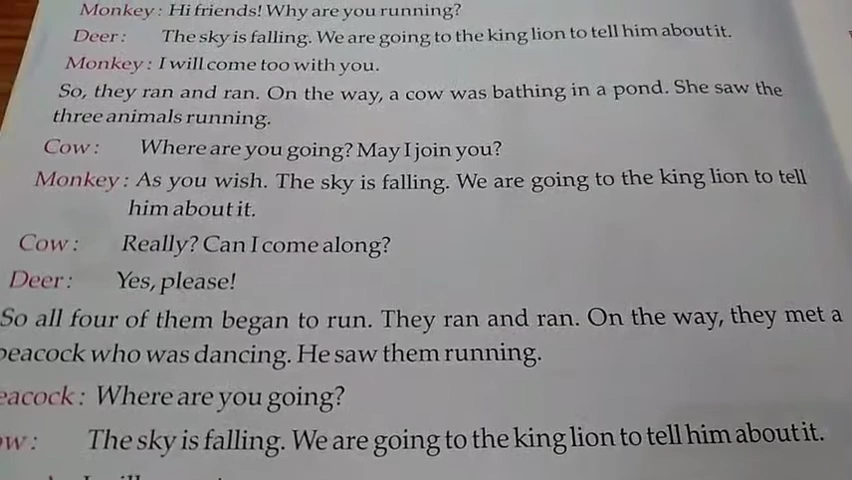 Monkey : Hi friends! Why are you running?
Deer : The sky is falling. We are going to the king lion to tell him about it.
Monkey : I will come too with you.
So, they ran and ran. On the way, a cow was bathing in a pond. She saw the
three animals running.
Cow : Where are you going? May I join you?
Monkey : As you wish. The sky is falling. We are going to the king lion to tell
him about it.
Cow : Really? Can I come along?
Deer : Yes, please!
So all four of them began to run. They ran and ran. On the way, they met a
peacock who was dancing. He saw them running.
eacock : Where are you going?
ow : The sky is falling. We are going to the king lion to tell him about it.